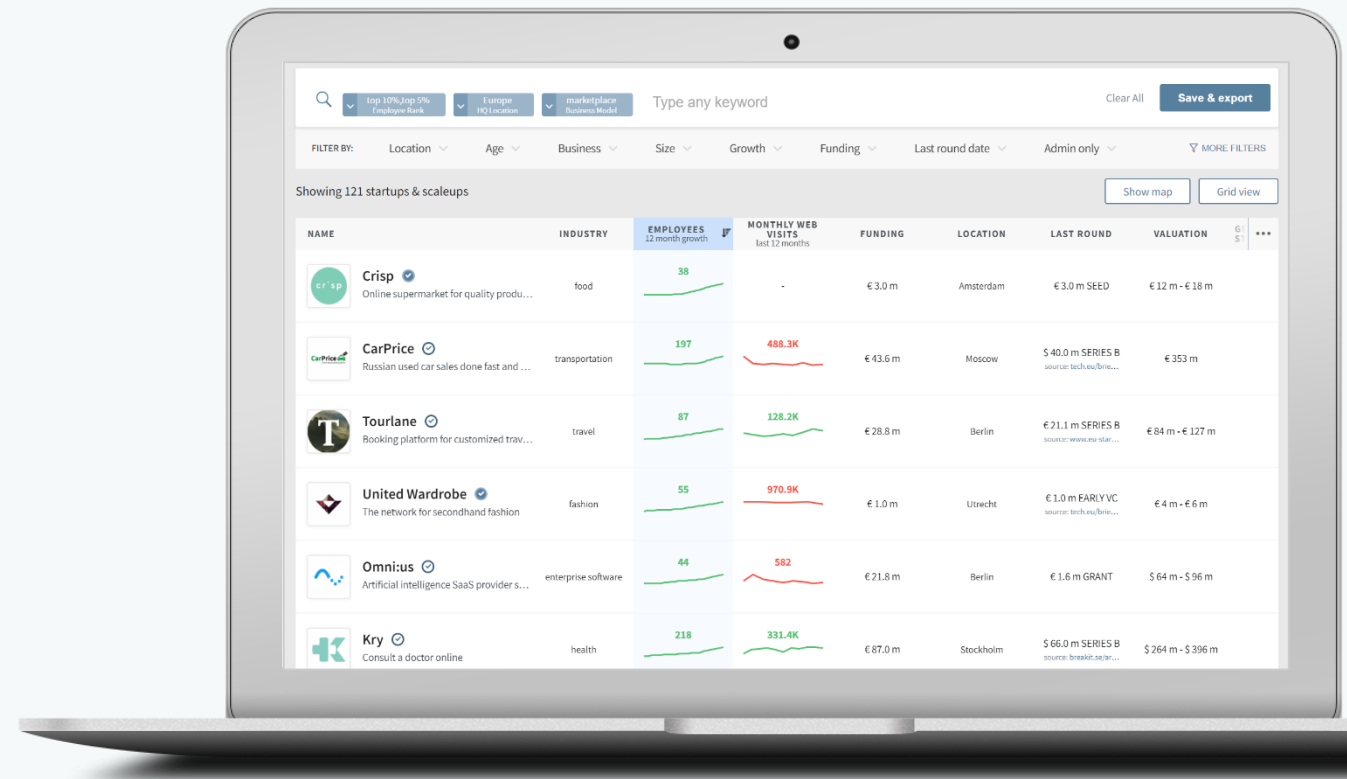 top 10%,top 5%
Employee Rank
Europe
HQ Location
marketplace
Business Model
Type any keyword
Clear All
Save & export
FILTER BY:
Location
Age
Business
Size
Growth
Funding
Last round date
Admin only
MORE FILTERS
Showing 121 startups & scaleups
Show map
Grid view
NAME
INDUSTRY
EMPLOYEES
12 month growth
MONTHLY WEB
VISITS
last 12 months
FUNDING
LOCATION
LAST ROUND
VALUATION
cr'sp
Crisp
Online supermarket for quality produ...
food
38
-
€ 3.0 m
Amsterdam
€ 3.0 m SEED
€ 12 m - € 18 m
CarPrice
CarPrice
Russian used car sales done fast and ...
transportation
197
488.3K
€ 43.6 m
Moscow
$ 40.0 m SERIES B
source: tech.eu/brie...
€ 353 m
T
Tourlane
Booking platform for customized trav...
travel
87
128.2K
€ 28.8 m
Berlin
€ 21.1 m SERIES B
source: www.eu-star...
€ 84 m - € 127 m
United Wardrobe
The network for secondhand fashion
fashion
55
970.9K
€ 1.0 m
Utrecht
€ 1.0 m EARLY VC
source: tech.eu/brie...
€ 4 m - € 6 m
Omni:us
Artificial intelligence SaaS provider s...
enterprise software
44
582
€ 21.8 m
Berlin
€ 1.6 m GRANT
$ 64 m - $ 96 m
Kry
Consult a doctor online
health
218
331.4K
€ 87.0 m
Stockholm
$ 66.0 m SERIES B
source: breakit.se/ar...
$ 264 m - $ 396 m